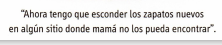 “Ahora tengo que esconder los zapatos nuevos
en algún sitio donde mamá no los pueda encontrar”.